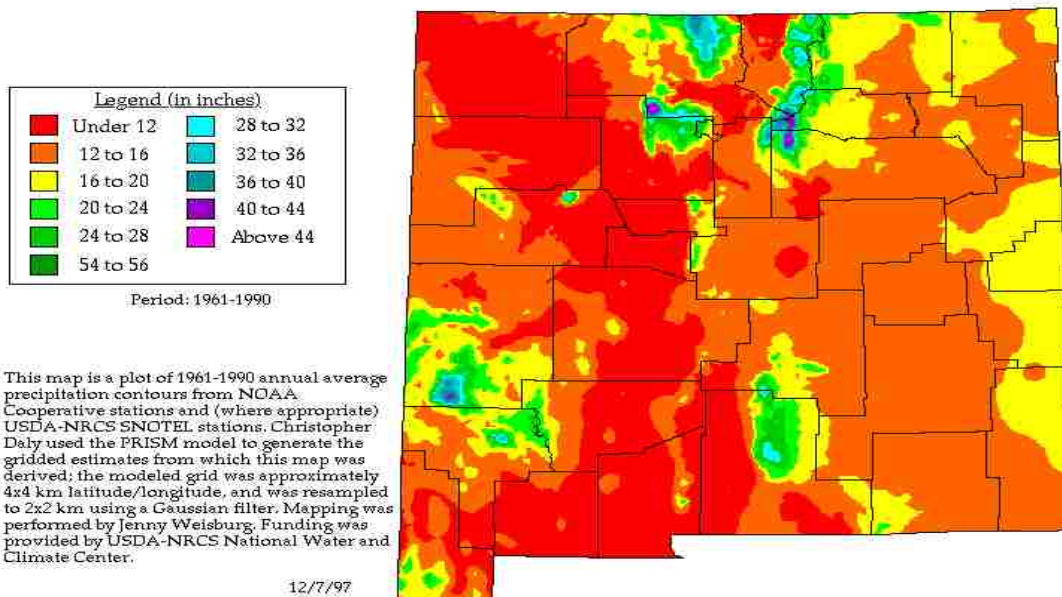 Legend (in inches)
Under 12
12 to 16
16 to 20
20 to 24
24 to 28
54 to 56
28 to 32
32 to 36
36 to 40
40 to 44
Above 44
Period: 1961-1990
This map is a plot of 1961-1990 annual average
precipitation contours from NOAA
Cooperative stations and (where appropriate)
USDA-NRCS SNOTEL stations. Christopher
Daly used the PRISM model to generate the
gridded estimates from which this map was
derived; the modeled grid was approximately
4x4 km latitude/longitude, and was resampled
to 2x2 km using a Gaussian filter. Mapping was
performed by Jenny Weisburg. Funding was
provided by USDA-NRCS National Water and
Climate Center.
12/7/97